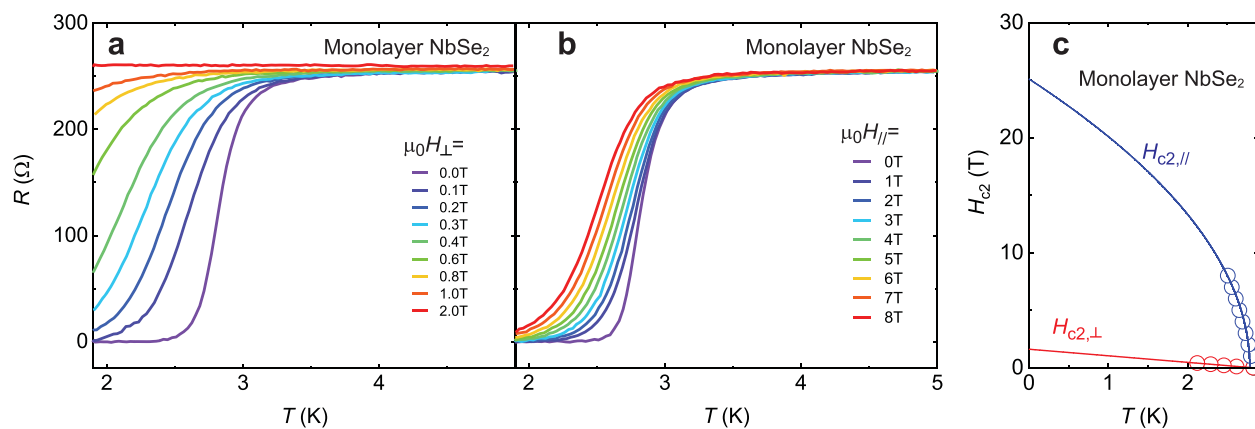 a
Monolayer NbSe₂
300
200
100
0
R (Ω)
μ₀H⊥=
0.0T
0.1T
0.2T
0.3T
0.4T
0.6T
0.8T
1.0T
2.0T
2
3
4
T (K)
b
Monolayer NbSe₂
μ₀H//=
0T
1T
2T
3T
4T
5T
6T
7T
8T
2
3
4
5
T (K)
c
Monolayer NbSe₂
30
20
10
0
Hc2 (T)
Hc2,//
Hc2,⊥
0
1
2
T (K)